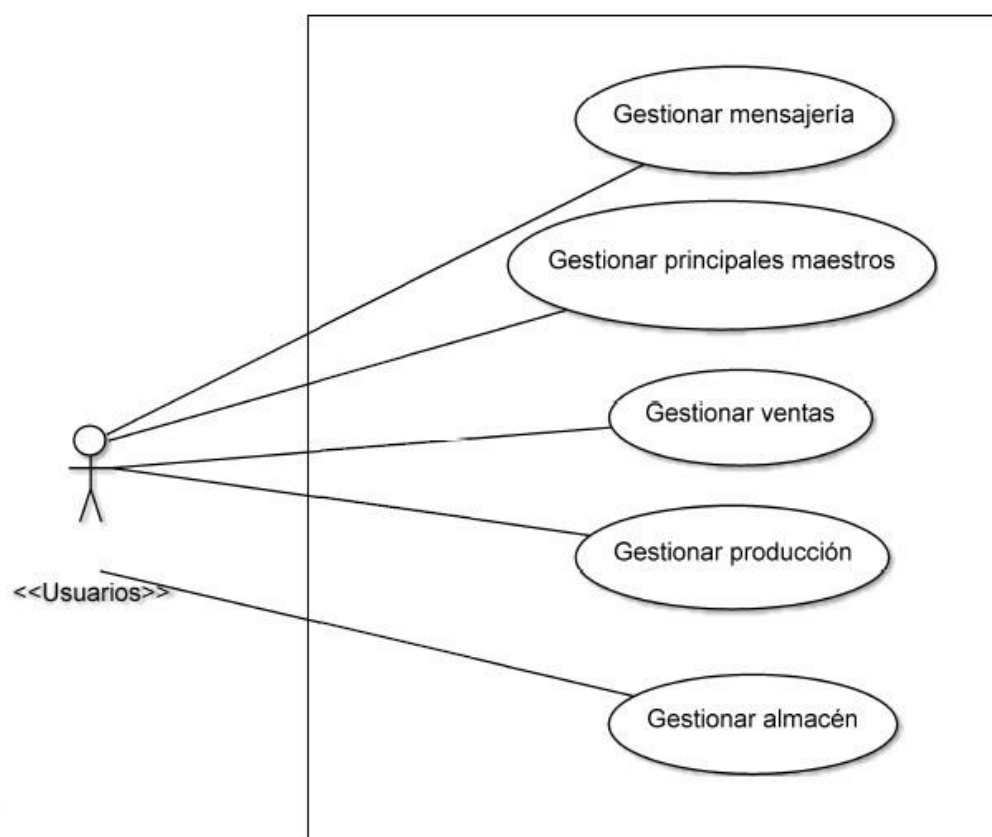 Gestionar mensajería
Gestionar principales maestros
Gestionar ventas
Gestionar producción
<<Usuarios>>
Gestionar almacén